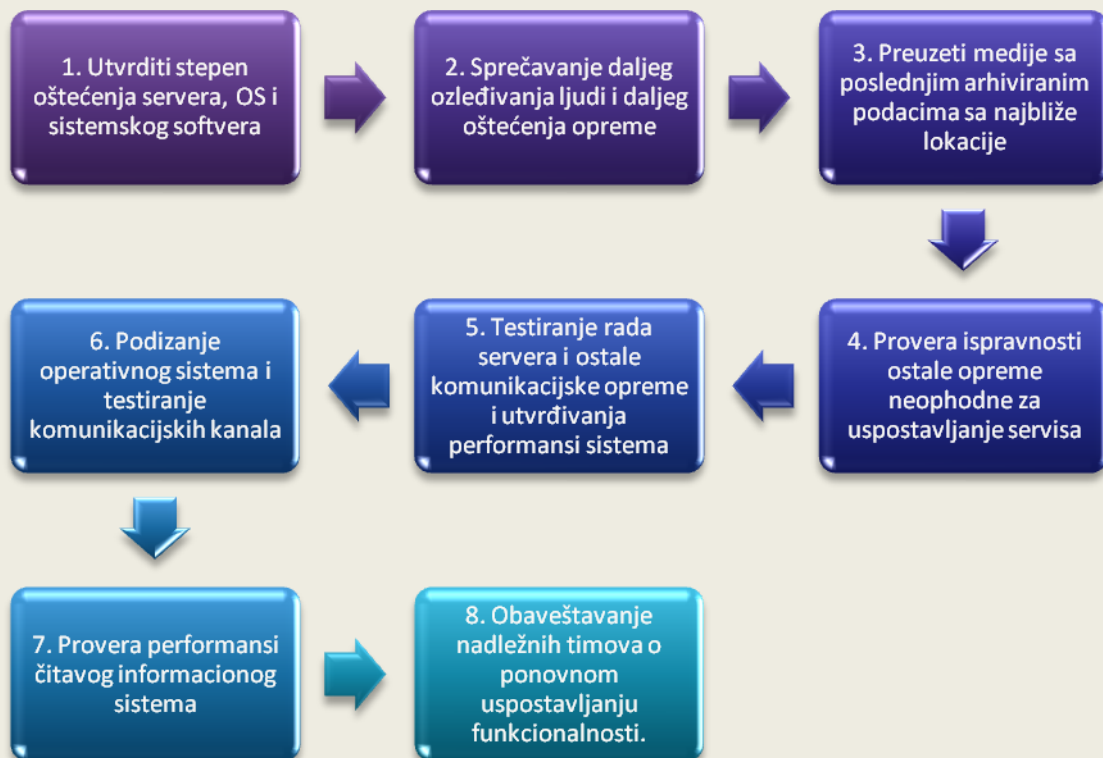 1. Utvrditi stepen
oštećenja servera, OS i
sistemskog softvera
2. Sprečavanje daljeg
ozleđivanja ljudi i daljeg
oštećenja opreme
3. Preuzeti medije sa
poslednjim arhiviranim
podacima sa najbliže
lokacije
4. Provera ispravnosti
ostale opreme
neophodne za
uspostavljanje servisa
5. Testiranje rada
servera i ostale
komunikacijske opreme
i utvrđivanja
performansi sistema
6. Podizanje
operativnog sistema i
testiranje
komunikacijskih kanala
7. Provera performansi
čitavog informacionog
sistema
8. Obaveštavanje
nadležnih timova o
ponovnom
uspostavljanju
funkcionalnosti.